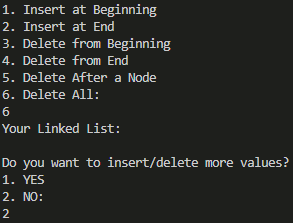 1. Insert at Beginning
2. Insert at End
3. Delete from Beginning
4. Delete from End
5. Delete After a Node
6. Delete All:
6
Your Linked List:
Do you want to insert/delete more values?
1. YES
2. NO:
2